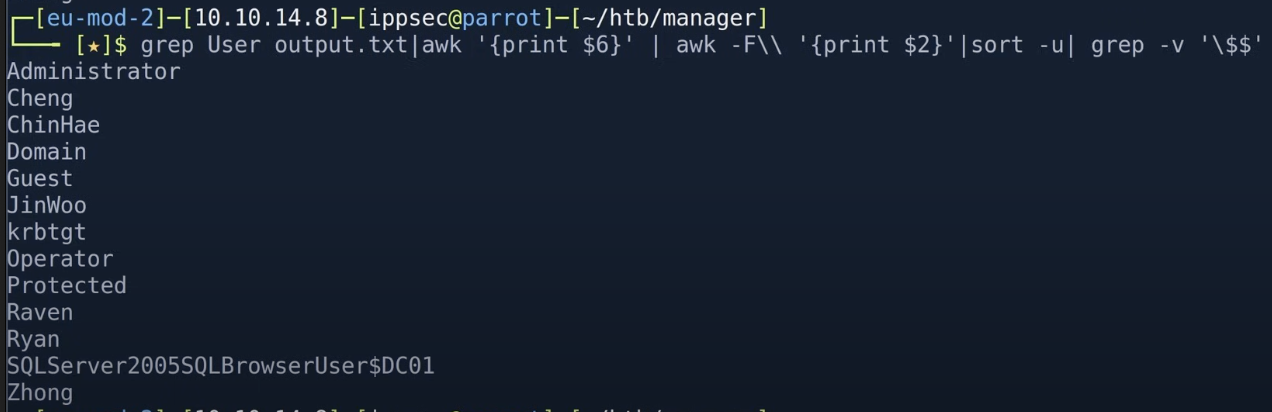 ┌─[eu-mod-2]─[10.10.14.8]─[ippsec@parrot]─[~/htb/manager]
└──╼ [★]$ grep User output.txt|awk '{print $6}' | awk -F\\ '{print $2}'|sort -u| grep -v '\$$'
Administrator
Cheng
ChinHae
Domain
Guest
JinWoo
krbtgt
Operator
Protected
Raven
Ryan
SQLServer2005SQLBrowserUser$DC01
Zhong